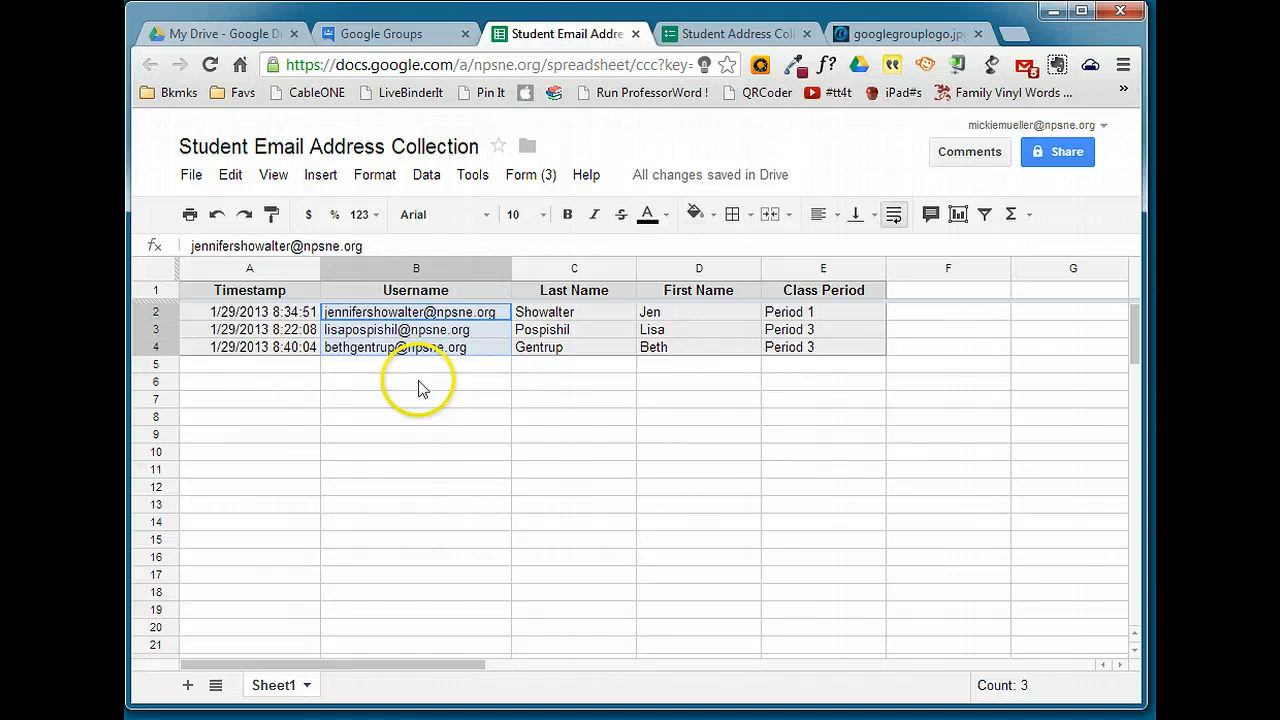 My Drive - Google D
Google Groups
Student Email Addre
Student Address Col
googlegrouplogo.jp
https://docs.google.com/a/npsne.org/spreadsheet/ccc?key-
f?
5
Bkmks
Favs
CableONE
LiveBinderIt
Pin It
Run ProfessorWord !
QRCoder
#tt4t
iPad#s
Family Vinyl Words ...
»
mickiemueller@npsne.org
Student Email Address Collection
Comments
Share
File Edit View Insert Format Data Tools Form (3) Help All changes saved in Drive
$ % 123 Arial 10 B I S A Σ
fx jennifershowalter@npsne.org
A B C D E F G
1 Timestamp Username Last Name First Name Class Period
2 1/29/2013 8:34:51 jennifershowalter@npsne.org Showalter Jen Period 1
3 1/29/2013 8:22:08 lisapospishil@npsne.org Pospishil Lisa Period 3
4 1/29/2013 8:40:04 bethgentrup@npsne.org Gentrup Beth Period 3
5
6
7
8
9
10
11
12
13
14
15
16
17
18
19
20
21
+ Sheet1 Count: 3